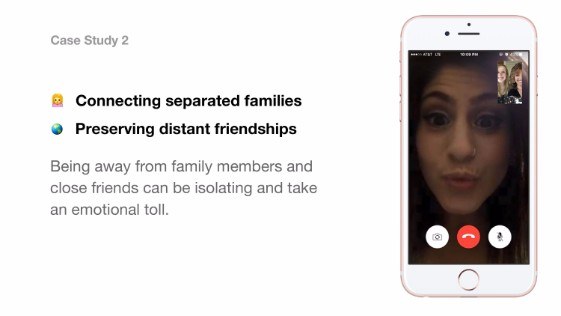 Case Study 2
Connecting separated families
Preserving distant friendships
Being away from family members and
close friends can be isolating and take
an emotional toll.
AT&T LTE
10:06 PM